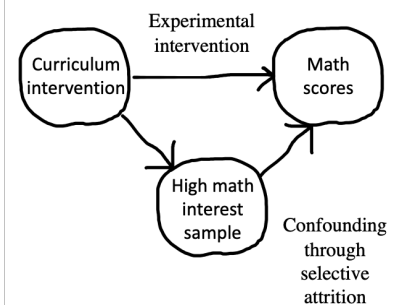 Experimental
intervention
Curriculum
intervention
Math
scores
High math
interest
sample
Confounding
through
selective
attrition